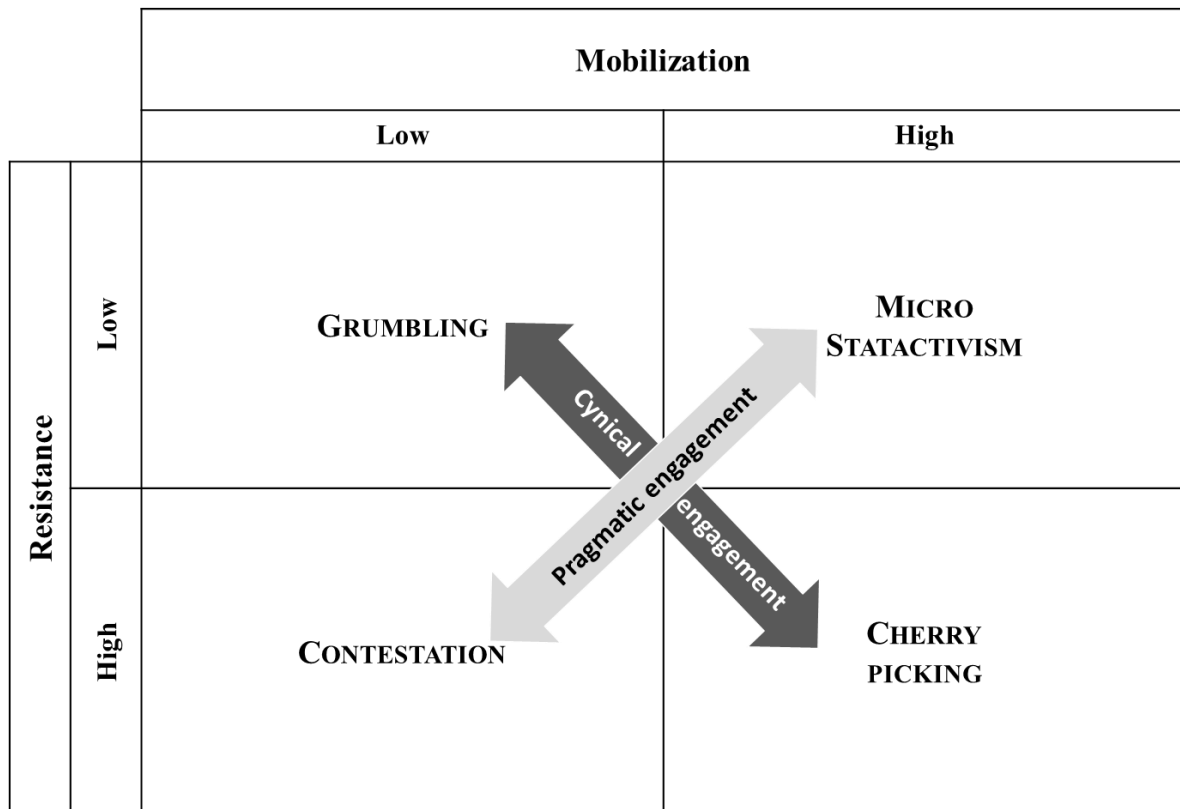 Mobilization
Low
High
Resistance
Low
GRUMBLING
MICRO
STATACTIVISM
Cynical
engagement
Pragmatic engagement
High
CONTESTATION
CHERRY
PICKING